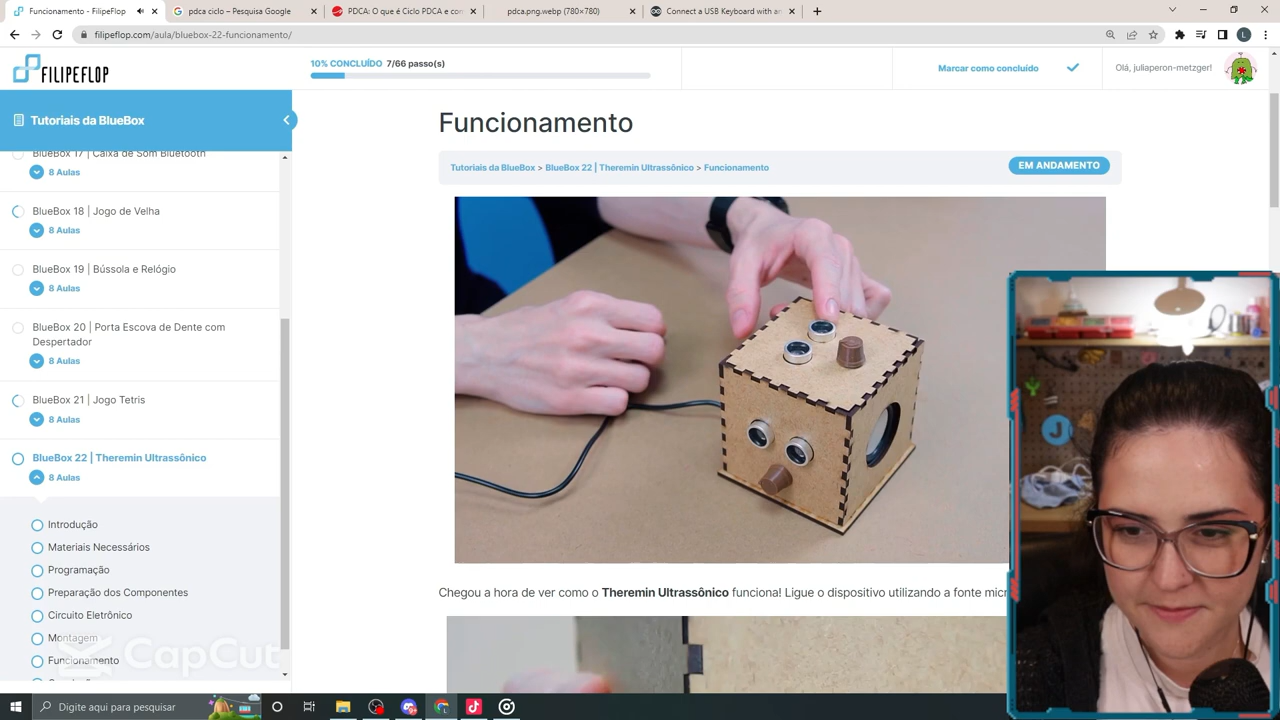 Funcionamento - FilipeFlop
pdca ciclo – Pesquisa Google
PDCA: O que é Ciclo PDCA e con
pdca.png.webp (780×780)
Connect a USB Keyboard with an
filipeflop.com/aula/bluebox-22-funcionamento/
L
FILIPEFLOP
10% CONCLUÍDO 7/66 passo(s)
Marcar como concluído
Olá, juliaperon-metzger!
Tutoriais da BlueBox
BlueBox 17 | Caixa de Som Bluetooth
8 Aulas
BlueBox 18 | Jogo de Velha
8 Aulas
BlueBox 19 | Bússola e Relógio
8 Aulas
BlueBox 20 | Porta Escova de Dente com
Despertador
8 Aulas
BlueBox 21 | Jogo Tetris
8 Aulas
BlueBox 22 | Theremin Ultrassônico
8 Aulas
Introdução
Materiais Necessários
Programação
Preparação dos Componentes
Circuito Eletrônico
Montagem
Funcionamento
CapCut
Funcionamento
Tutoriais da BlueBox > BlueBox 22 | Theremin Ultrassônico > Funcionamento
EM ANDAMENTO
Chegou a hora de ver como o Theremin Ultrassônico funciona! Ligue o dispositivo utilizando a fonte micr
J
Digite aqui para pesquisar